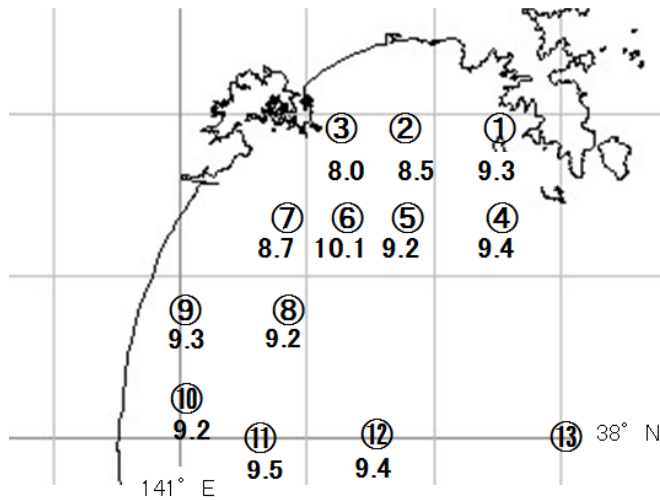 ③ ② ①
8.0 8.5 9.3
⑦ ⑥ ⑤ ④
8.7 10.1 9.2 9.4
⑨ ⑧
9.3 9.2
⑩
9.2
⑪ ⑫ ⑬ 38° N
9.5 9.4
141° E